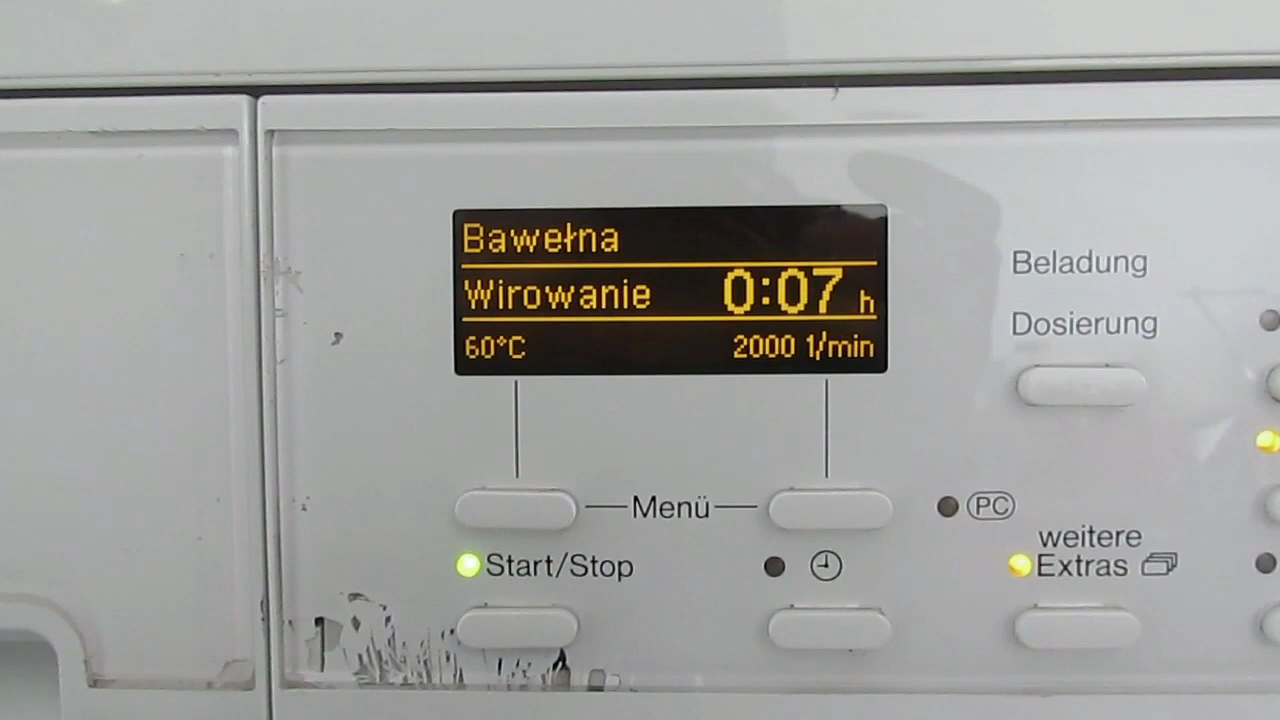 Bawełna
Wirowanie 0:07 h
60°C 2000 1/min
Beladung
Dosierung
Menü
PC
weitere
Start/Stop
Extras